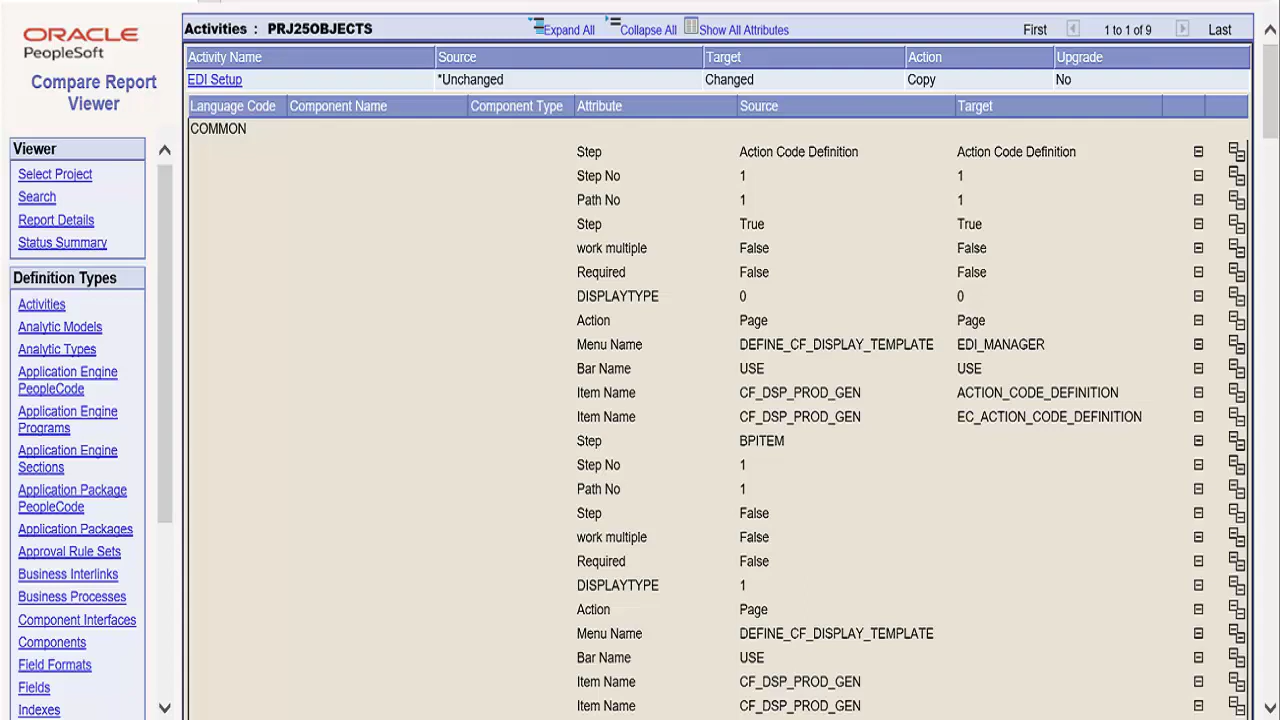 ORACLE
PeopleSoft
Compare Report
Viewer
Viewer
Select Project
Search
Report Details
Status Summary
Definition Types
Activities
Analytic Models
Analytic Types
Application Engine
PeopleCode
Application Engine
Programs
Application Engine
Sections
Application Package
PeopleCode
Application Packages
Approval Rule Sets
Business Interlinks
Business Processes
Component Interfaces
Components
Field Formats
Fields
Indexes
Activities : PRJ25OBJECTS Expand All Collapse All Show All Attributes First 1 to 1 of 9 Last
Activity Name Source Target Action Upgrade
EDI Setup *Unchanged Changed Copy No
Language Code Component Name Component Type Attribute Source Target
COMMON
Step Action Code Definition Action Code Definition
Step No 1 1
Path No 1 1
Step True True
work multiple False False
Required False False
DISPLAYTYPE 0 0
Action Page Page
Menu Name DEFINE_CF_DISPLAY_TEMPLATE EDI_MANAGER
Bar Name USE USE
Item Name CF_DSP_PROD_GEN ACTION_CODE_DEFINITION
Item Name CF_DSP_PROD_GEN EC_ACTION_CODE_DEFINITION
Step BPITEM
Step No 1
Path No 1
Step False
work multiple False
Required False
DISPLAYTYPE 1
Action Page
Menu Name DEFINE_CF_DISPLAY_TEMPLATE
Bar Name USE
Item Name CF_DSP_PROD_GEN
Item Name CF_DSP_PROD_GEN